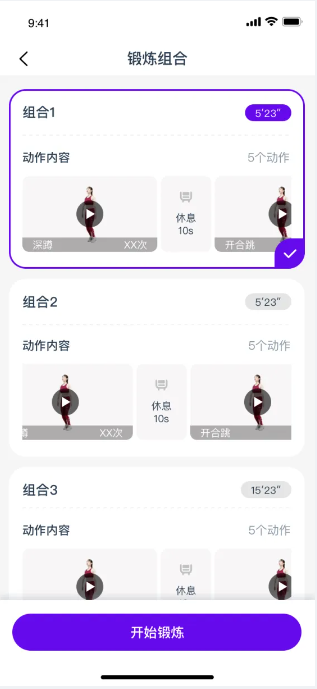 9:41
锻炼组合
组合1 5'23"
动作内容 5个动作
深蹲 XX次 休息 10s 开合跳
组合2 5'23"
动作内容 5个动作
蹲 XX次 休息 10s 开合跳
组合3 15'23"
动作内容 5个动作
休息
开始锻炼